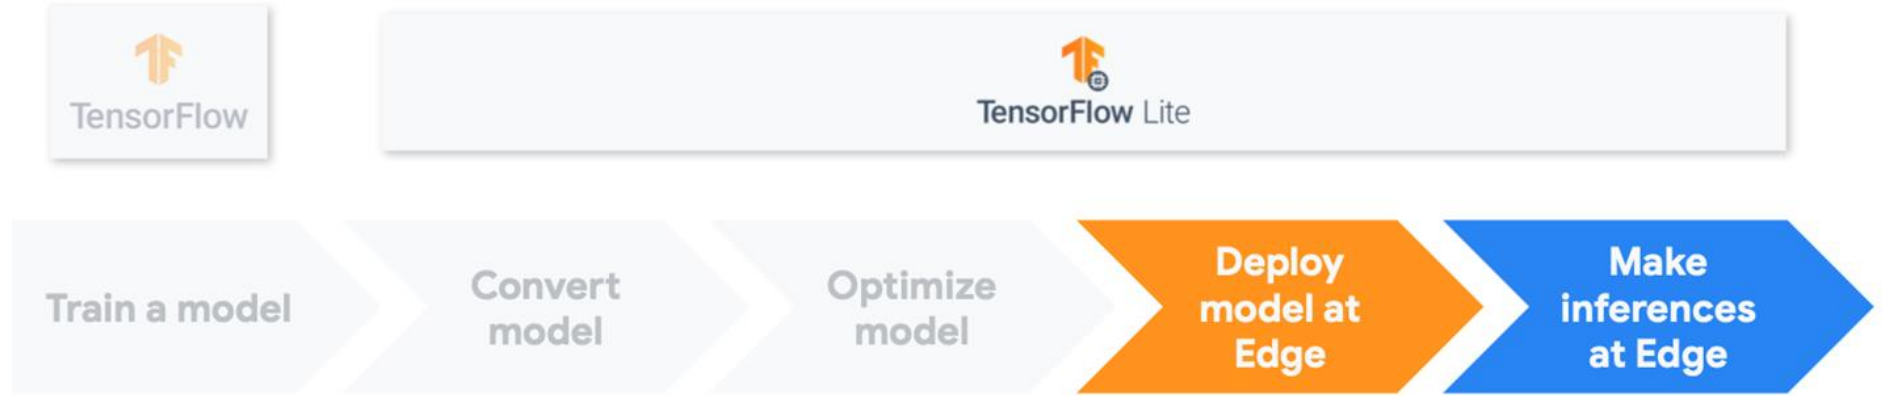 TensorFlow
TensorFlow Lite
Train a model
Convert
model
Optimize
model
Deploy
model at
Edge
Make
inferences
at Edge